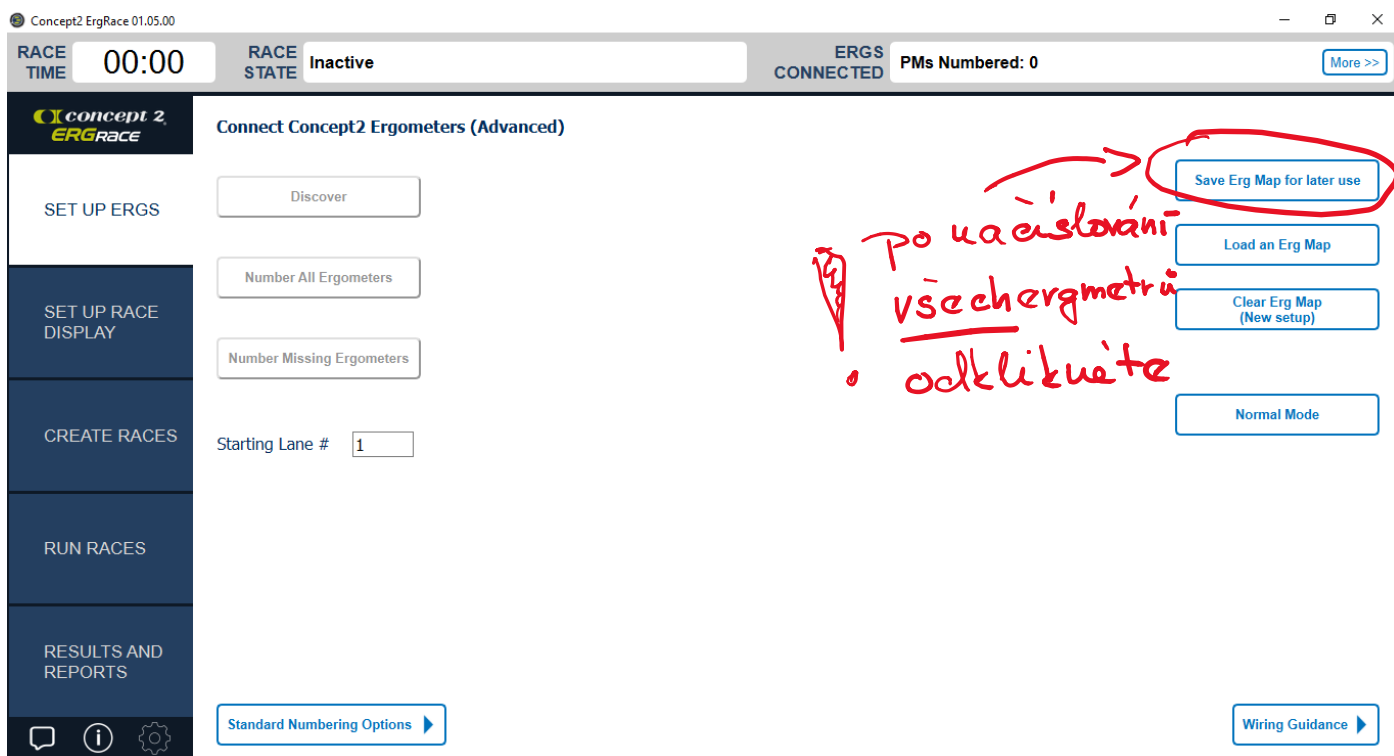 Concept2 ErgRace 01.05.00
RACE TIME 00:00
RACE STATE Inactive
ERGS CONNECTED PMs Numbered: 0
More >>
concept 2
ERGRACE
SET UP ERGS
SET UP RACE
DISPLAY
CREATE RACES
RUN RACES
RESULTS AND
REPORTS
Connect Concept2 Ergometers (Advanced)
Discover
Number All Ergometers
Number Missing Ergometers
Starting Lane # 1
Standard Numbering Options
po načíslování
všech ergmetrů
odklikněte
Save Erg Map for later use
Load an Erg Map
Clear Erg Map
(New setup)
Normal Mode
Wiring Guidance